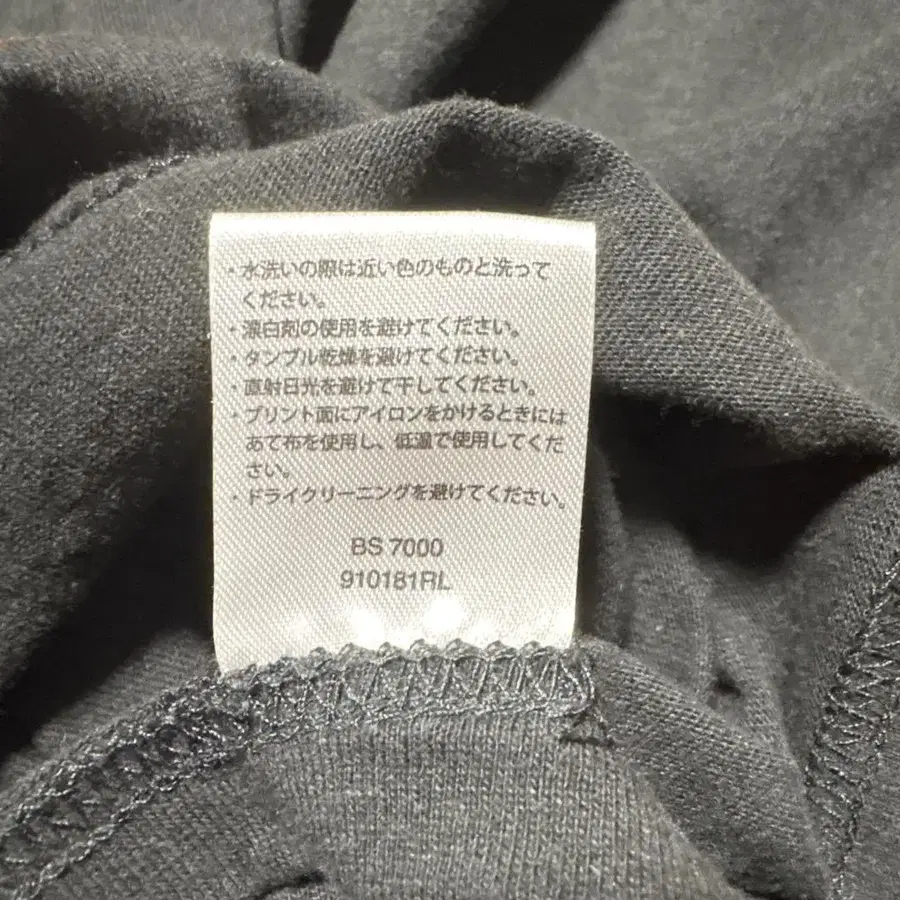 ・水洗いの際は近い色のものと洗って
ください。
・漂白剤の使用を避けてください。
・タンブル乾燥を避けてください。
・直射日光を避けて干してください。
・プリント面にアイロンをかけるときには
あて布を使用し、低温で使用してくだ
さい。
・ドライクリーニングを避けてください。
BS 7000
910181RL